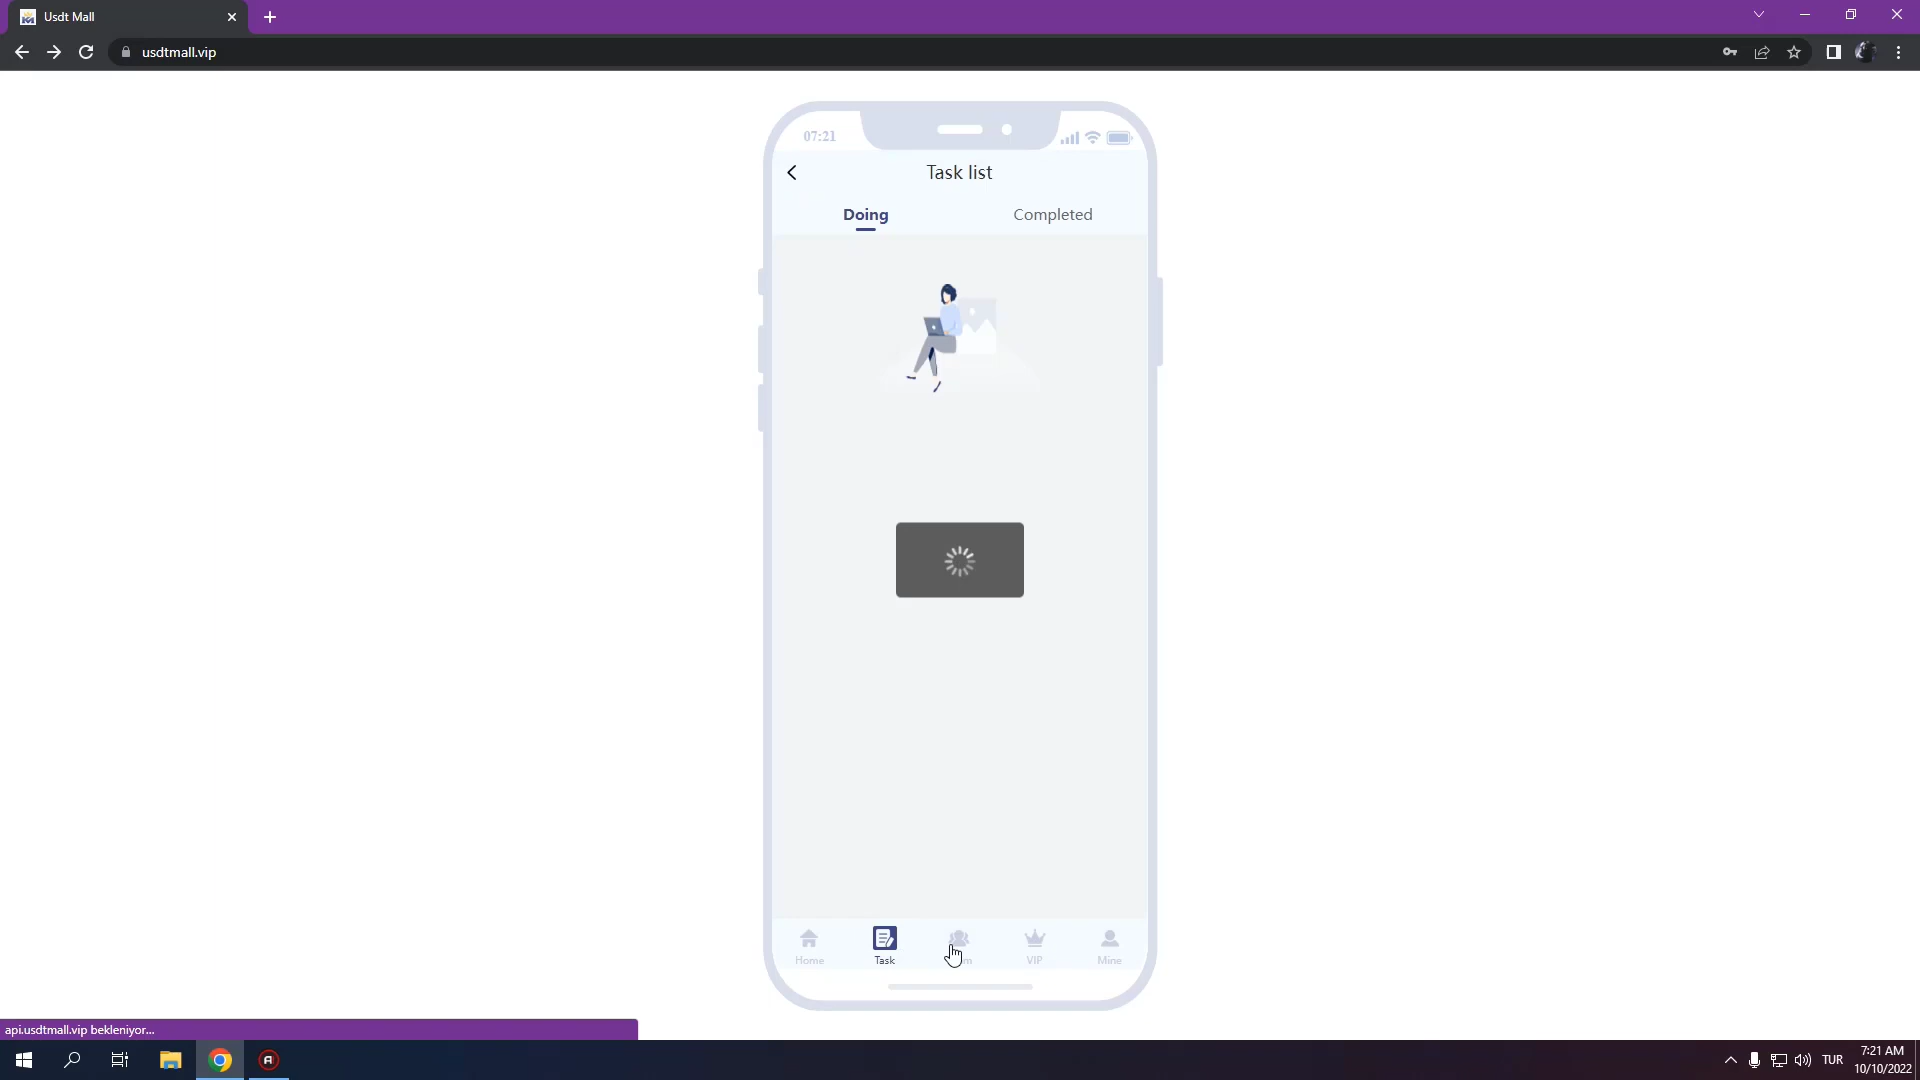 Usdt Mall
usdtmall.vip
07:21
Task list
Doing
Completed
Home
Task
VIP
Mine
api.usdtmall.vip bekleniyor...
TUR
7:21 AM
10/10/2022